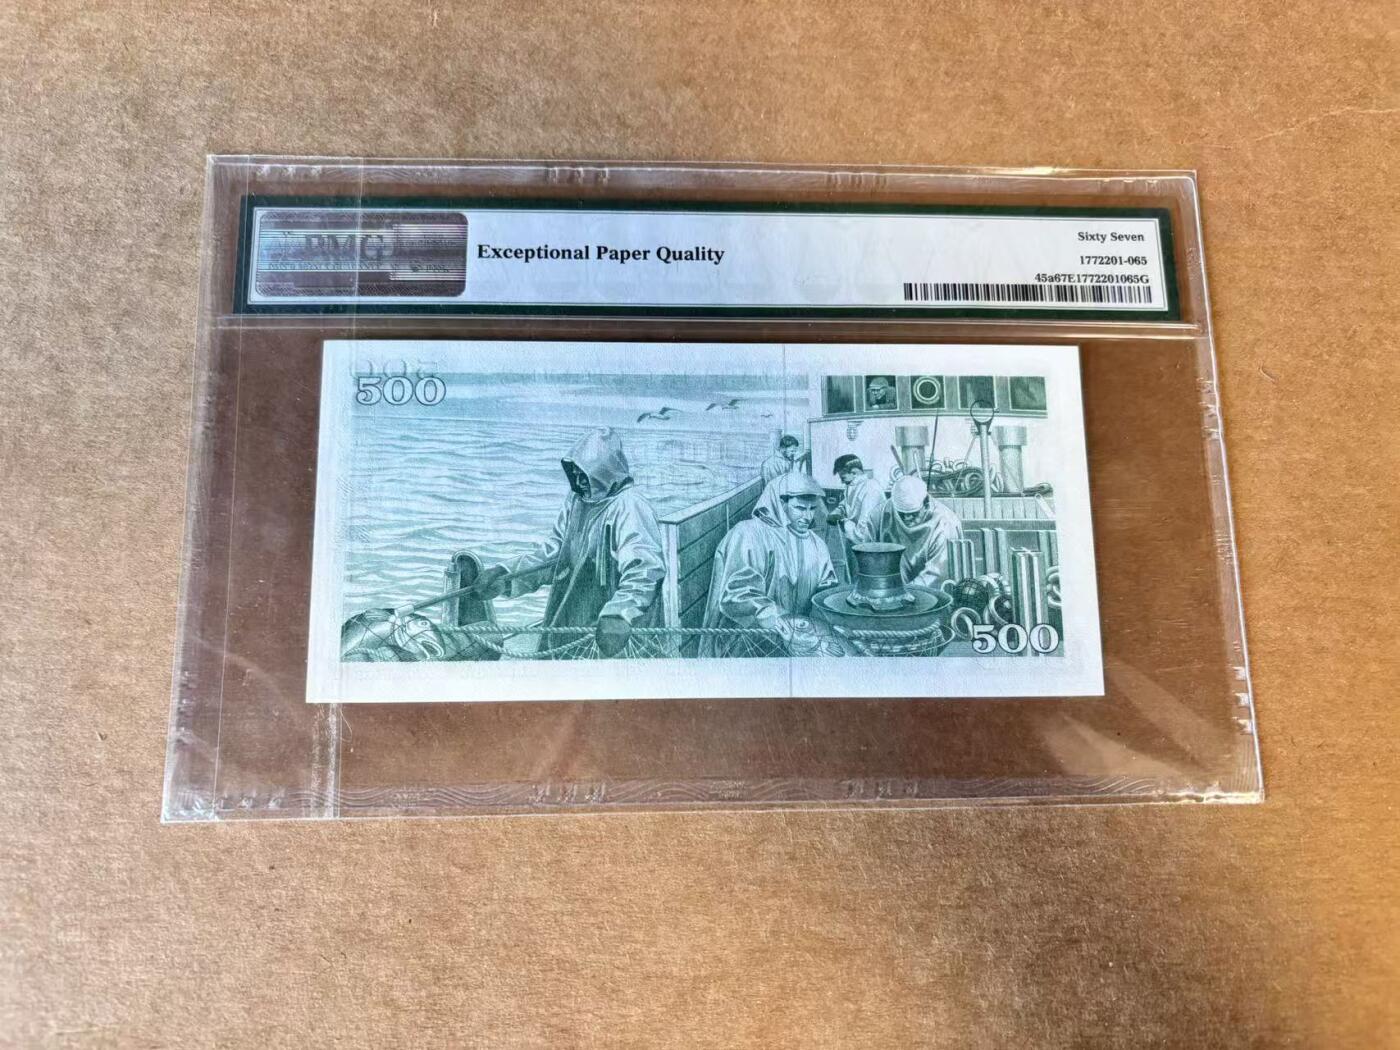 PMG
Exceptional Paper Quality
Sixty Seven
1772201-065
45a67E1772201065G
500
500